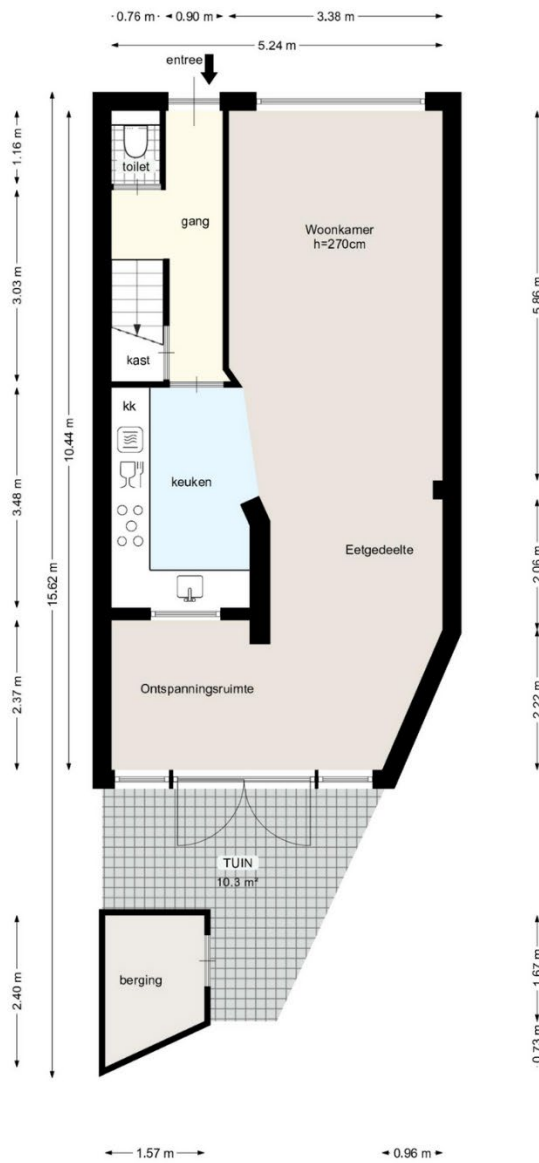 0.76 m
0.90 m
3.38 m
5.24 m
entree
1.16 m
toilet
gang
Woonkamer
h=270cm
3.03 m
5.86 m
kast
kk
10.44 m
keuken
3.48 m
Eetgedeelte
2.06 m
15.62 m
Ontspanningsruimte
2.37 m
2.22 m
TUIN
10.3 m²
berging
2.40 m
1.67 m
0.73 m
1.57 m
0.96 m